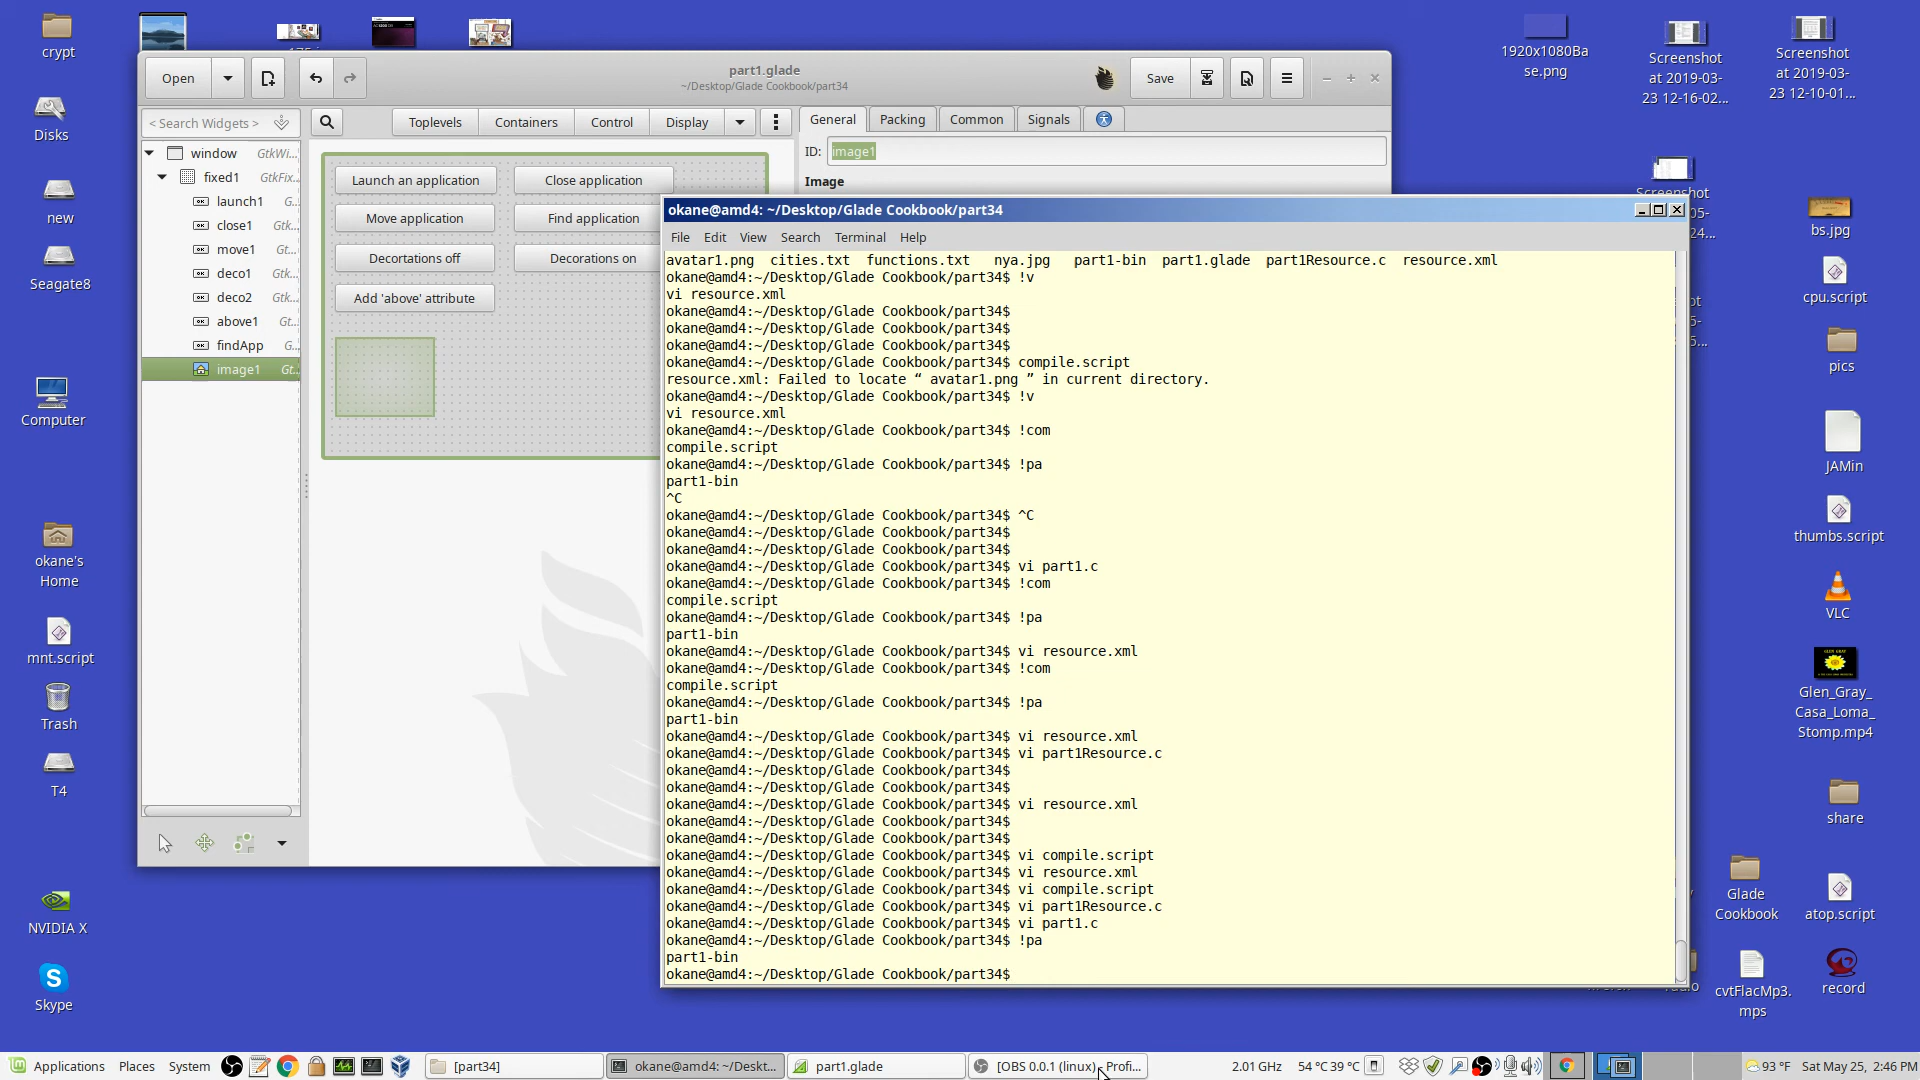 crypt
Disks
new
Seagate8
Computer
okane's
Home
mnt.script
Trash
T4
NVIDIA X
Skype
Open
part1.glade
~/Desktop/Glade Cookbook/part34
Save
< Search Widgets >
Toplevels
Containers
Control
Display
General
Packing
Common
Signals
ID:
image1
Image
window GtkWi...
fixed1 GtkFix...
launch1 G...
close1 Gtk...
move1 Gt...
deco1 Gtk...
deco2 Gtk...
above1 Gt...
findApp G...
image1 Gt...
Launch an application
Close application
Move application
Find application
Decortations off
Decorations on
Add 'above' attribute
okane@amd4: ~/Desktop/Glade Cookbook/part34
File Edit View Search Terminal Help
avatar1.png cities.txt functions.txt nya.jpg part1-bin part1.glade part1Resource.c resource.xml
okane@amd4:~/Desktop/Glade Cookbook/part34$ !v
vi resource.xml
okane@amd4:~/Desktop/Glade Cookbook/part34$
okane@amd4:~/Desktop/Glade Cookbook/part34$
okane@amd4:~/Desktop/Glade Cookbook/part34$
okane@amd4:~/Desktop/Glade Cookbook/part34$ compile.script
resource.xml: Failed to locate “ avatar1.png ” in current directory.
okane@amd4:~/Desktop/Glade Cookbook/part34$ !v
vi resource.xml
okane@amd4:~/Desktop/Glade Cookbook/part34$ !com
compile.script
okane@amd4:~/Desktop/Glade Cookbook/part34$ !pa
part1-bin
^C
okane@amd4:~/Desktop/Glade Cookbook/part34$ ^C
okane@amd4:~/Desktop/Glade Cookbook/part34$
okane@amd4:~/Desktop/Glade Cookbook/part34$
okane@amd4:~/Desktop/Glade Cookbook/part34$ vi part1.c
okane@amd4:~/Desktop/Glade Cookbook/part34$ !com
compile.script
okane@amd4:~/Desktop/Glade Cookbook/part34$ !pa
part1-bin
okane@amd4:~/Desktop/Glade Cookbook/part34$ vi resource.xml
okane@amd4:~/Desktop/Glade Cookbook/part34$ !com
compile.script
okane@amd4:~/Desktop/Glade Cookbook/part34$ !pa
part1-bin
okane@amd4:~/Desktop/Glade Cookbook/part34$ vi resource.xml
okane@amd4:~/Desktop/Glade Cookbook/part34$ vi part1Resource.c
okane@amd4:~/Desktop/Glade Cookbook/part34$
okane@amd4:~/Desktop/Glade Cookbook/part34$
okane@amd4:~/Desktop/Glade Cookbook/part34$ vi resource.xml
okane@amd4:~/Desktop/Glade Cookbook/part34$
okane@amd4:~/Desktop/Glade Cookbook/part34$
okane@amd4:~/Desktop/Glade Cookbook/part34$ vi compile.script
okane@amd4:~/Desktop/Glade Cookbook/part34$ vi resource.xml
okane@amd4:~/Desktop/Glade Cookbook/part34$ vi compile.script
okane@amd4:~/Desktop/Glade Cookbook/part34$ vi part1Resource.c
okane@amd4:~/Desktop/Glade Cookbook/part34$ vi part1.c
okane@amd4:~/Desktop/Glade Cookbook/part34$ !pa
part1-bin
okane@amd4:~/Desktop/Glade Cookbook/part34$
1920x1080Ba
se.png
Screenshot
at 2019-03-
23 12-16-02...
Screenshot
at 2019-03-
23 12-10-01...
Screenshot
bs.jpg
cpu.script
pics
JAMin
thumbs.script
VLC
Glen_Gray_
Casa_Loma_
Stomp.mp4
share
Glade
Cookbook
atop.script
cvtFlacMp3.
mps
record
Applications Places System
[part34]
okane@amd4: ~/Deskt...
part1.glade
[OBS 0.0.1 (linux) - Profi...
2.01 GHz
54 °C 39 °C
93 °F
Sat May 25, 2:46 PM